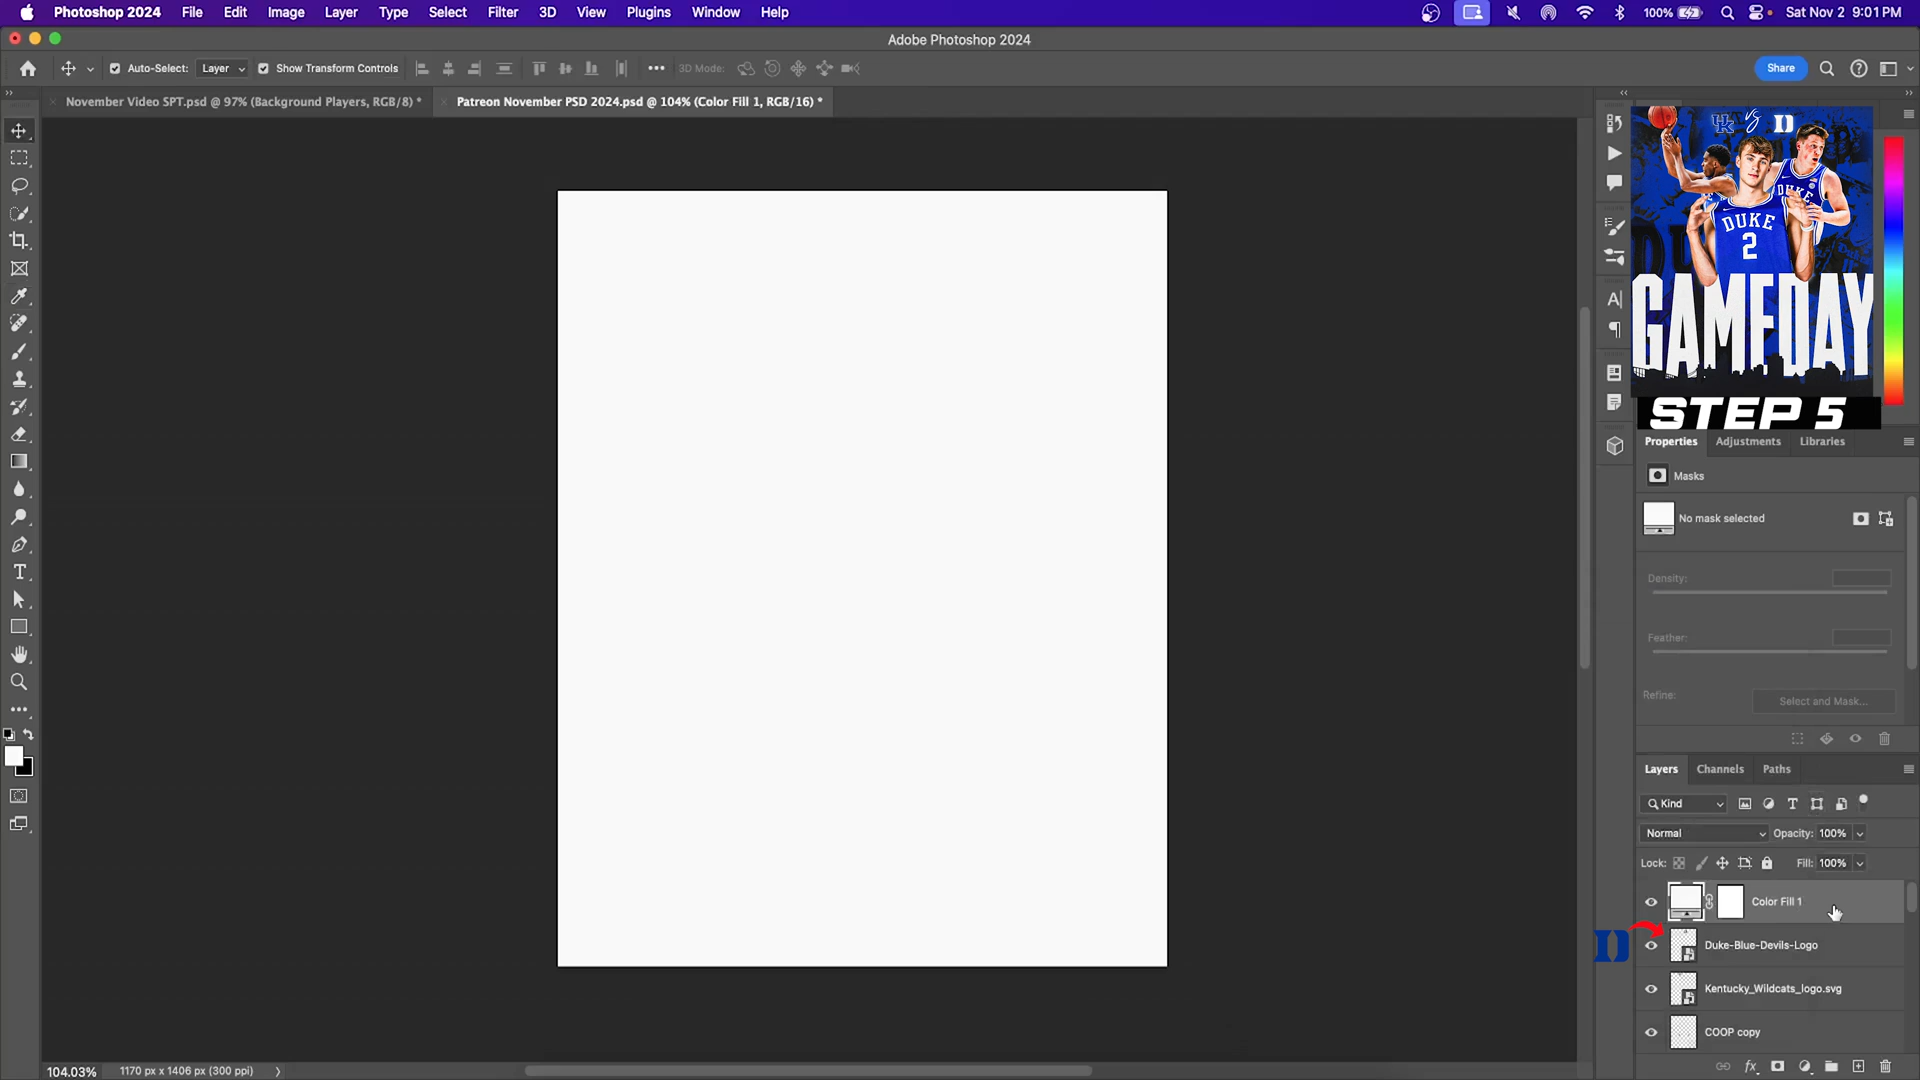 Photoshop 2024 File Edit Image Layer Type Select Filter 3D View Plugins Window Help 100% Sat Nov 2 9:01 PM
Adobe Photoshop 2024
Auto-Select: Layer Show Transform Controls 3D Mode: Share
November Video SPT.psd @ 97% (Background Players, RGB/8) * Patreon November PSD 2024.psd @ 104% (Color Fill 1, RGB/16) *
UK vs D
DUKE
DUKE
2
GAMEDAY
STEP 5
Properties Adjustments Libraries
Masks
No mask selected
Density:
Feather:
Refine: Select and Mask...
Layers Channels Paths
Kind
Normal Opacity: 100%
Lock: Fill: 100%
Color Fill 1
D Duke-Blue-Devils-Logo
Kentucky_Wildcats_logo.svg
COOP copy
104.03% 1170 px x 1406 px (300 ppi)